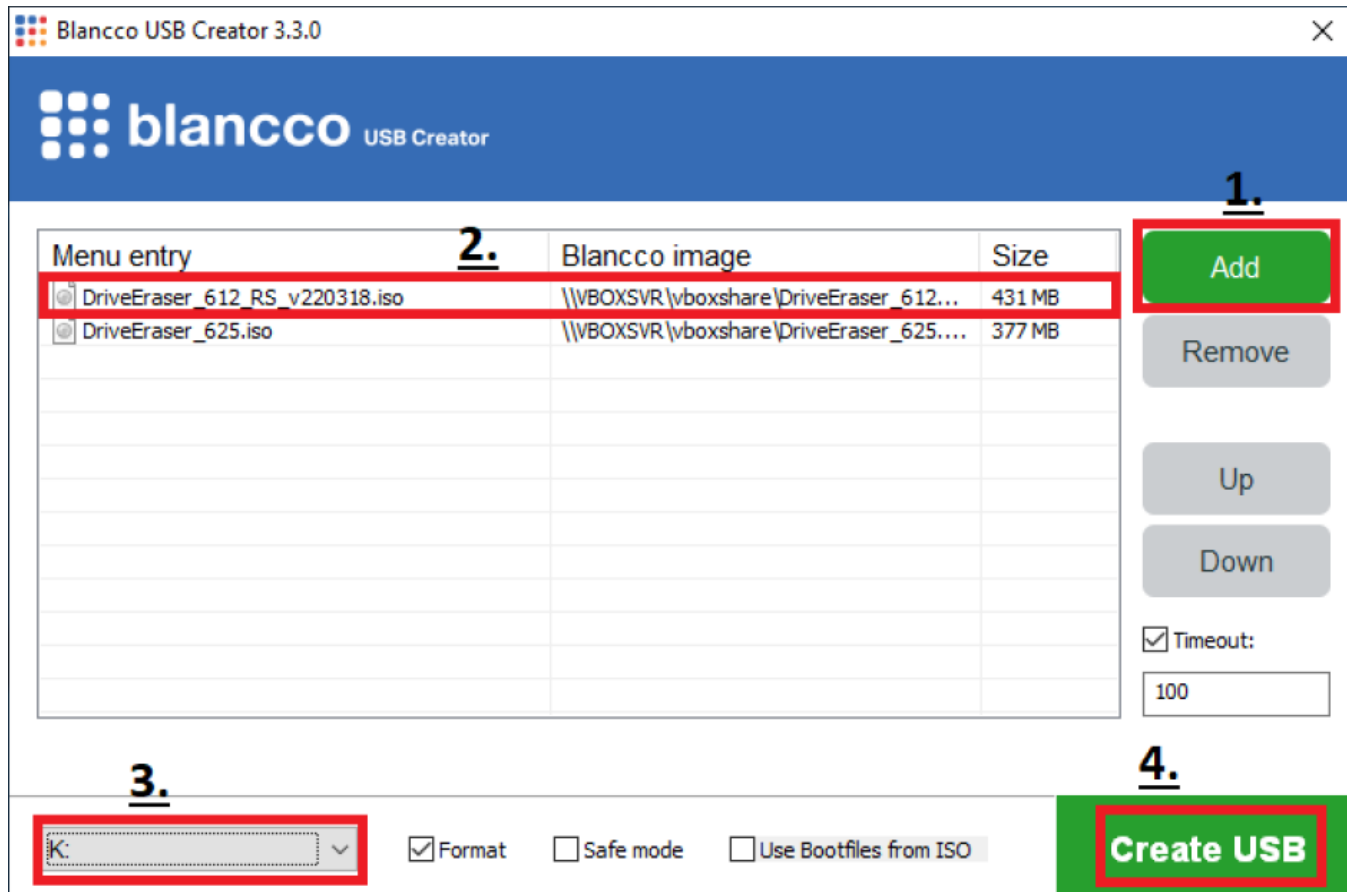 Blancco USB Creator 3.3.0
blancco USB Creator
1.
Add
Menu entry 2. Blancco image Size
DriveEraser_612_RS_v220318.iso \\VBOXSVR\vboxshare\DriveEraser_612... 431 MB
DriveEraser_625.iso \\VBOXSVR\vboxshare\DriveEraser_625.... 377 MB
Remove
Up
Down
Timeout:
100
3. 4.
K: Format Safe mode Use Bootfiles from ISO Create USB